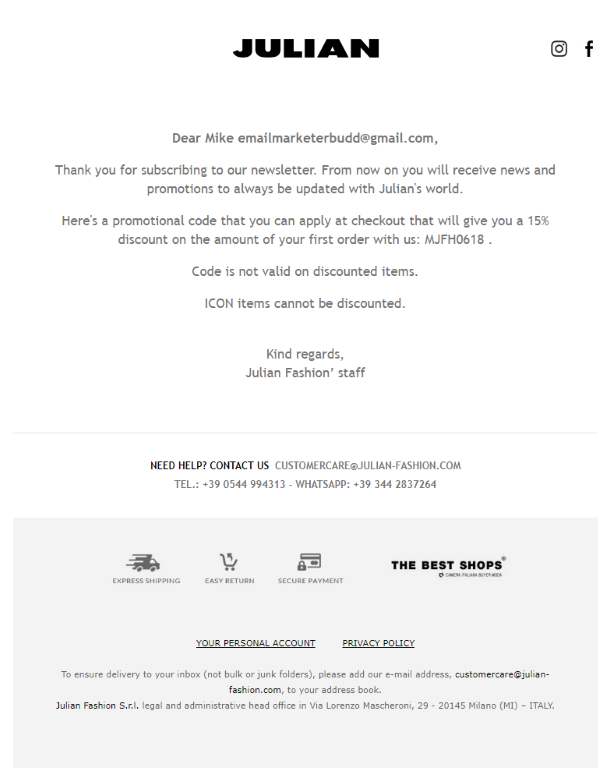 JULIAN
Dear Mike emailmarketerbudd@gmail.com,
Thank you for subscribing to our newsletter. From now on you will receive news and
promotions to always be updated with Julian's world.
Here's a promotional code that you can apply at checkout that will give you a 15%
discount on the amount of your first order with us: MJFH0618 .
Code is not valid on discounted items.
ICON items cannot be discounted.
Kind regards,
Julian Fashion’ staff
NEED HELP? CONTACT US CUSTOMERCARE@JULIAN-FASHION.COM
TEL.: +39 0544 994313 - WHATSAPP: +39 344 2837264
EXPRESS SHIPPING EASY RETURN SECURE PAYMENT
THE BEST SHOPS®
CAMERA ITALIANA BUYER MODA
YOUR PERSONAL ACCOUNT PRIVACY POLICY
To ensure delivery to your inbox (not bulk or junk folders), please add our e-mail address, customercare@julian-
fashion.com, to your address book.
Julian Fashion S.r.l. legal and administrative head office in Via Lorenzo Mascheroni, 29 - 20145 Milano (MI) – ITALY.